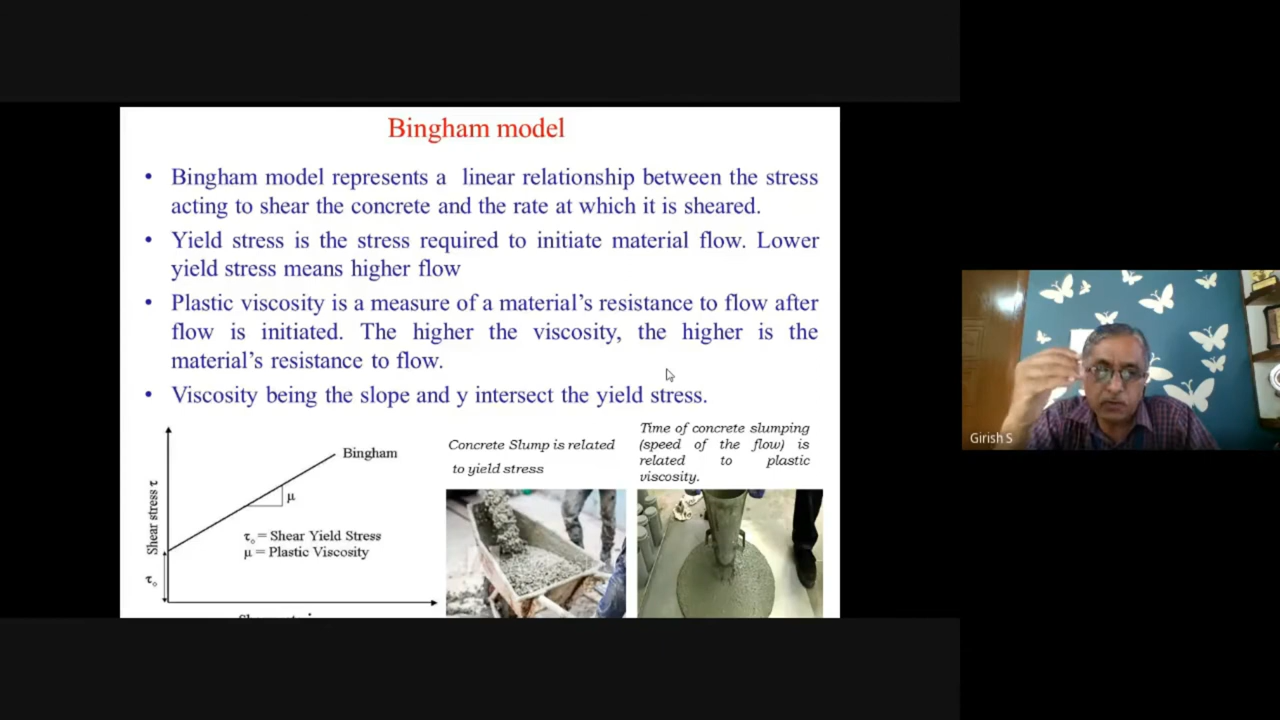 Bingham model
• Bingham model represents a linear relationship between the stress
acting to shear the concrete and the rate at which it is sheared.
• Yield stress is the stress required to initiate material flow. Lower
yield stress means higher flow
• Plastic viscosity is a measure of a material’s resistance to flow after
flow is initiated. The higher the viscosity, the higher is the
material’s resistance to flow.
• Viscosity being the slope and y intersect the yield stress.
Shear stress τ
τₒ
Bingham
μ
τₒ = Shear Yield Stress
μ = Plastic Viscosity
Concrete Slump is related
to yield stress
Time of concrete slumping
(speed of the flow) is
related to plastic
viscosity.
Girish S